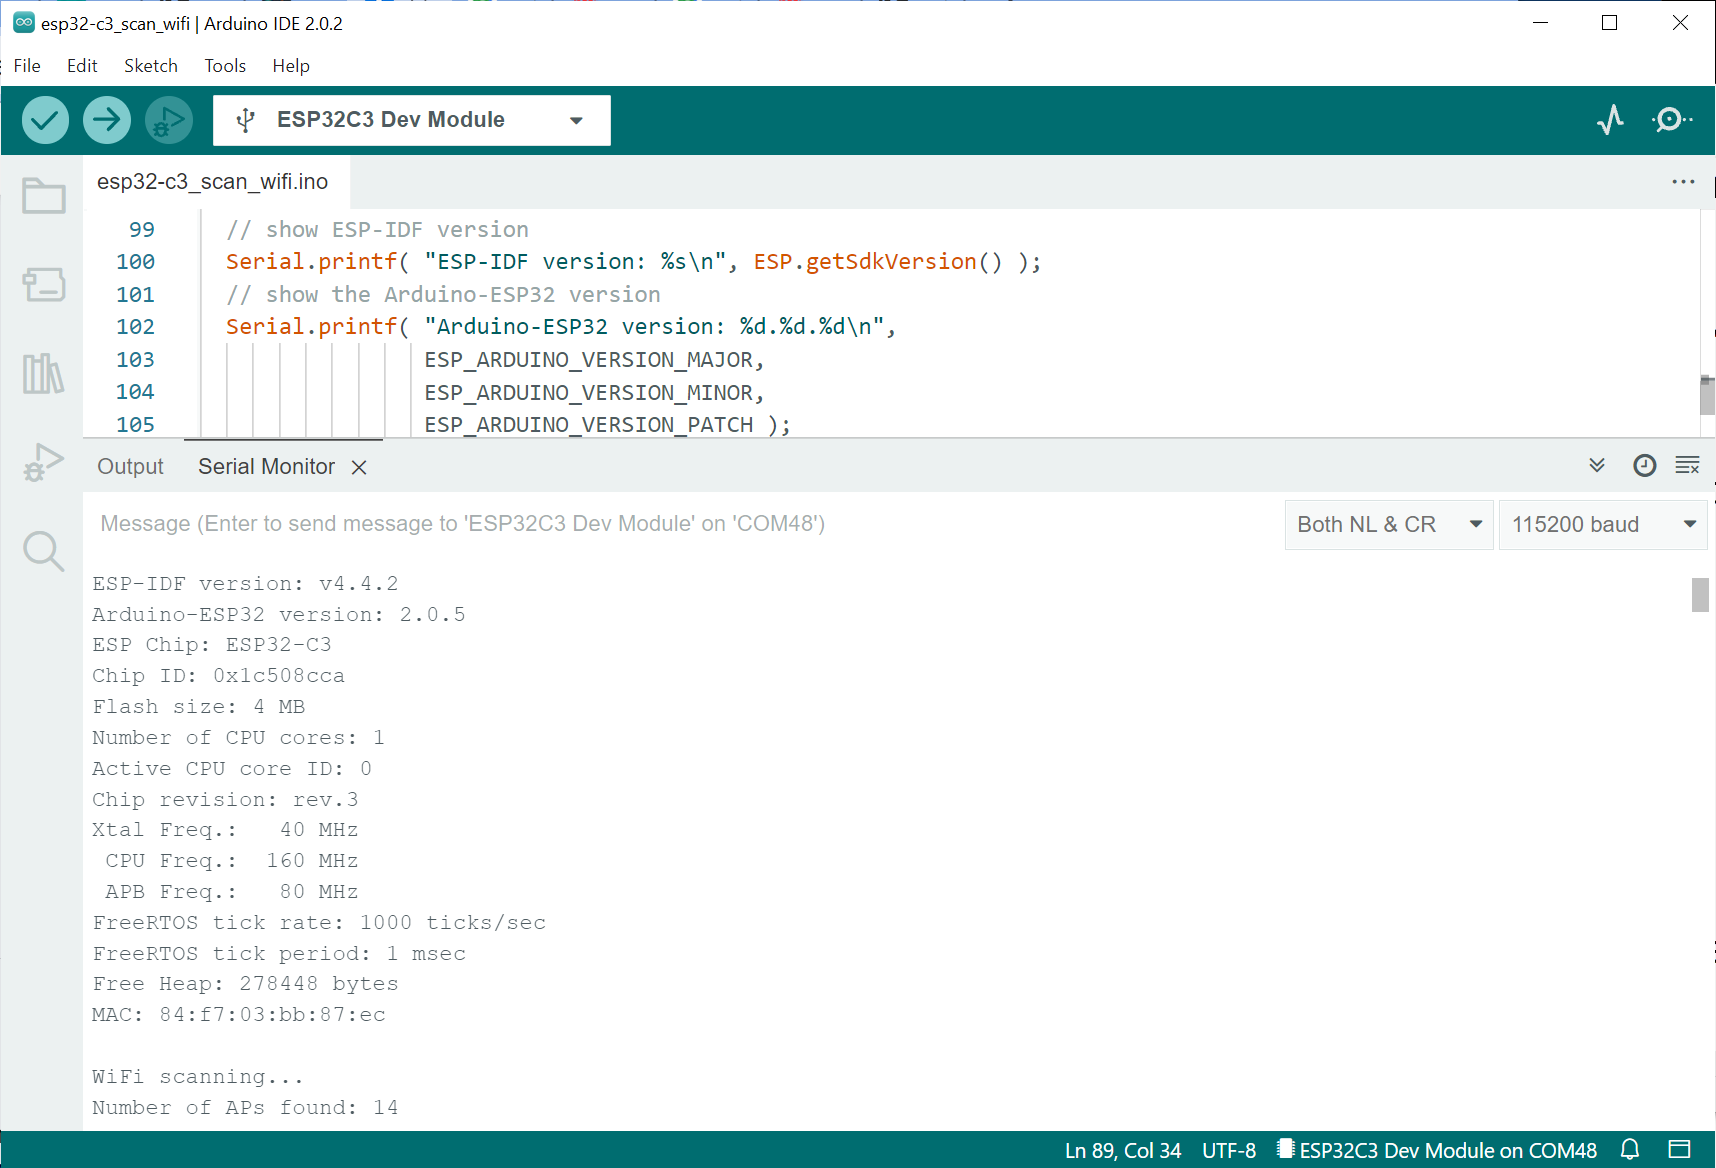 esp32-c3_scan_wifi | Arduino IDE 2.0.2
File Edit Sketch Tools Help
ESP32C3 Dev Module
esp32-c3_scan_wifi.ino
99 // show ESP-IDF version
100 Serial.printf( "ESP-IDF version: %s\n", ESP.getSdkVersion() );
101 // show the Arduino-ESP32 version
102 Serial.printf( "Arduino-ESP32 version: %d.%d.%d\n",
103 ESP_ARDUINO_VERSION_MAJOR,
104 ESP_ARDUINO_VERSION_MINOR,
105 ESP_ARDUINO_VERSION_PATCH );
Output Serial Monitor
Message (Enter to send message to 'ESP32C3 Dev Module' on 'COM48') Both NL & CR 115200 baud
ESP-IDF version: v4.4.2
Arduino-ESP32 version: 2.0.5
ESP Chip: ESP32-C3
Chip ID: 0x1c508cca
Flash size: 4 MB
Number of CPU cores: 1
Active CPU core ID: 0
Chip revision: rev.3
Xtal Freq.:   40 MHz
 CPU Freq.:  160 MHz
 APB Freq.:   80 MHz
FreeRTOS tick rate: 1000 ticks/sec
FreeRTOS tick period: 1 msec
Free Heap: 278448 bytes
MAC: 84:f7:03:bb:87:ec
WiFi scanning...
Number of APs found: 14
Ln 89, Col 34 UTF-8 ESP32C3 Dev Module on COM48